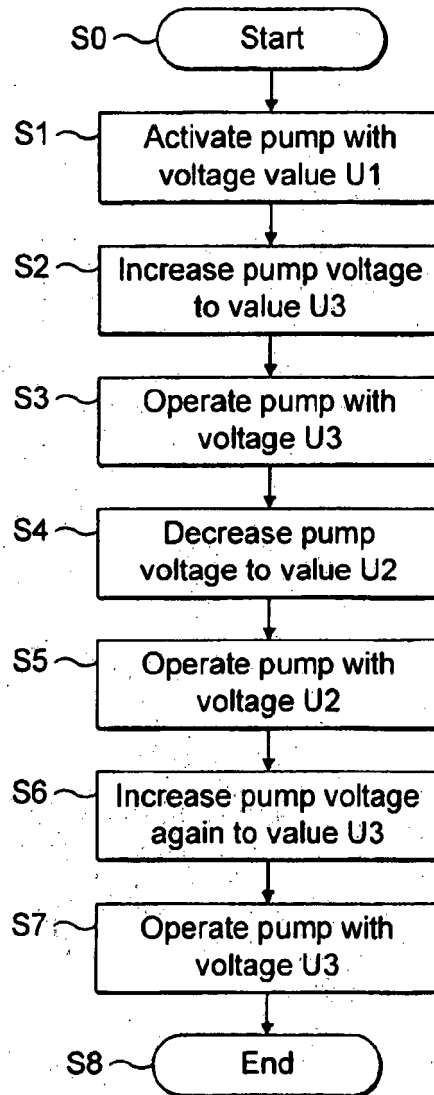 S0 Start
S1 Activate pump with
voltage value U1
S2 Increase pump voltage
to value U3
S3 Operate pump with
voltage U3
S4 Decrease pump
voltage to value U2
S5 Operate pump with
voltage U2
S6 Increase pump voltage
again to value U3
S7 Operate pump with
voltage U3
S8 End